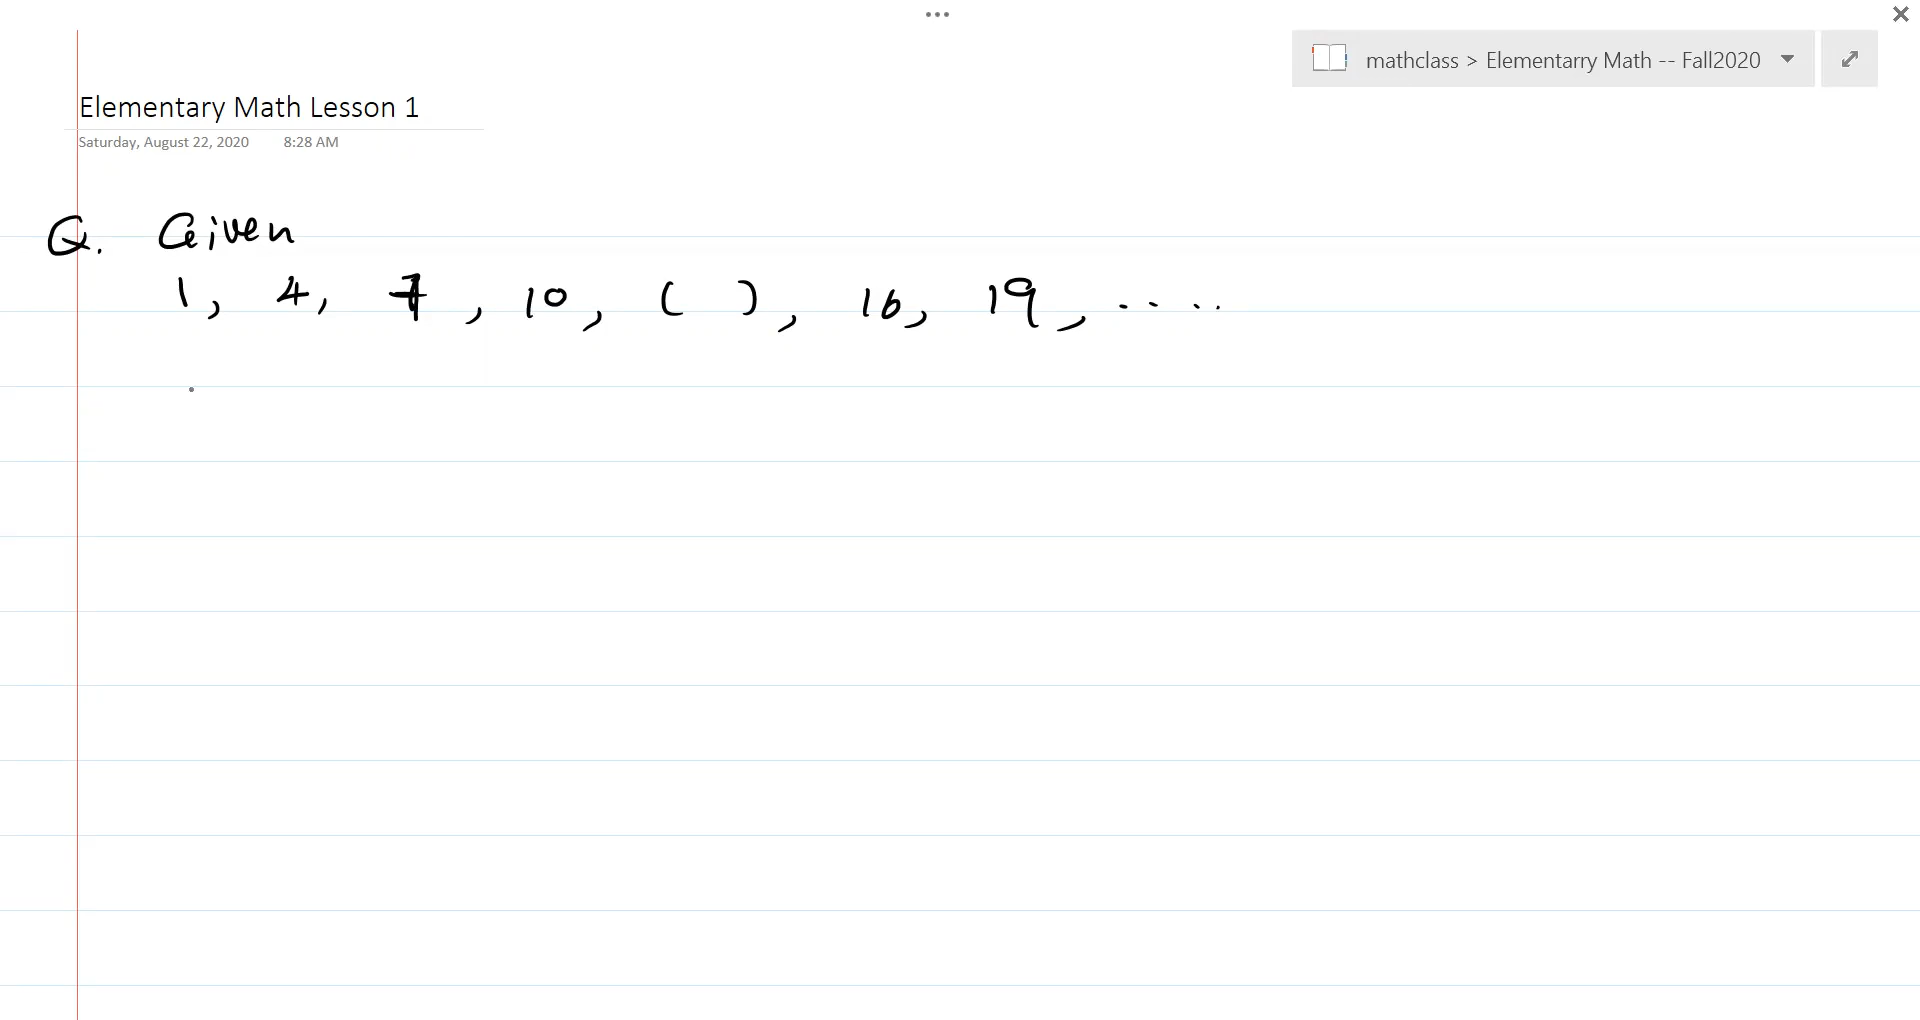 mathclass > Elementarry Math -- Fall2020
Elementary Math Lesson 1
Saturday, August 22, 2020 8:28 AM
Q. Given
1, 4, 7, 10, ( ), 16, 19, ....